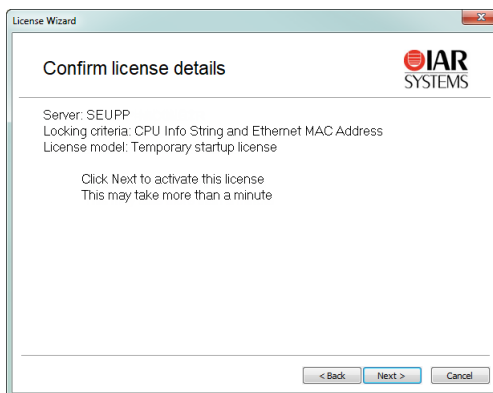 License Wizard
Confirm license details
IAR
SYSTEMS
Server: SEUPP
Locking criteria: CPU Info String and Ethernet MAC Address
License model: Temporary startup license
Click Next to activate this license
This may take more than a minute
< Back Next > Cancel